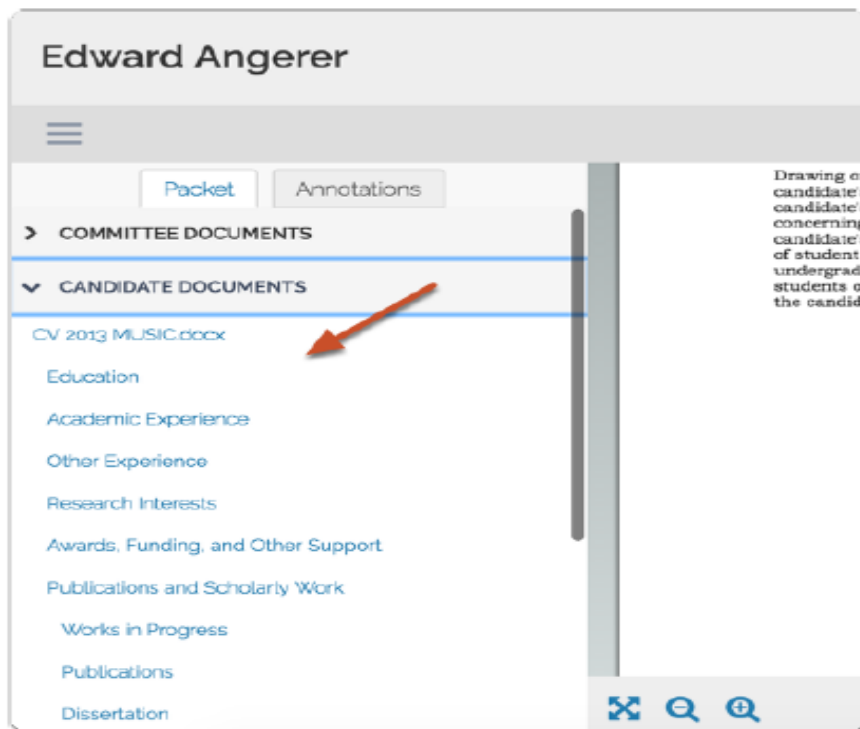 Edward Angerer
Packet
Annotations
COMMITTEE DOCUMENTS
CANDIDATE DOCUMENTS
CV 2013 MUSIC.docx
Education
Academic Experience
Other Experience
Research Interests
Awards, Funding, and Other Support
Publications and Scholarly Work
Works in Progress
Publications
Dissertation
Drawing o
candidate'
candidate'
concerning
candidate'
of student
undergrad
students o
the candid